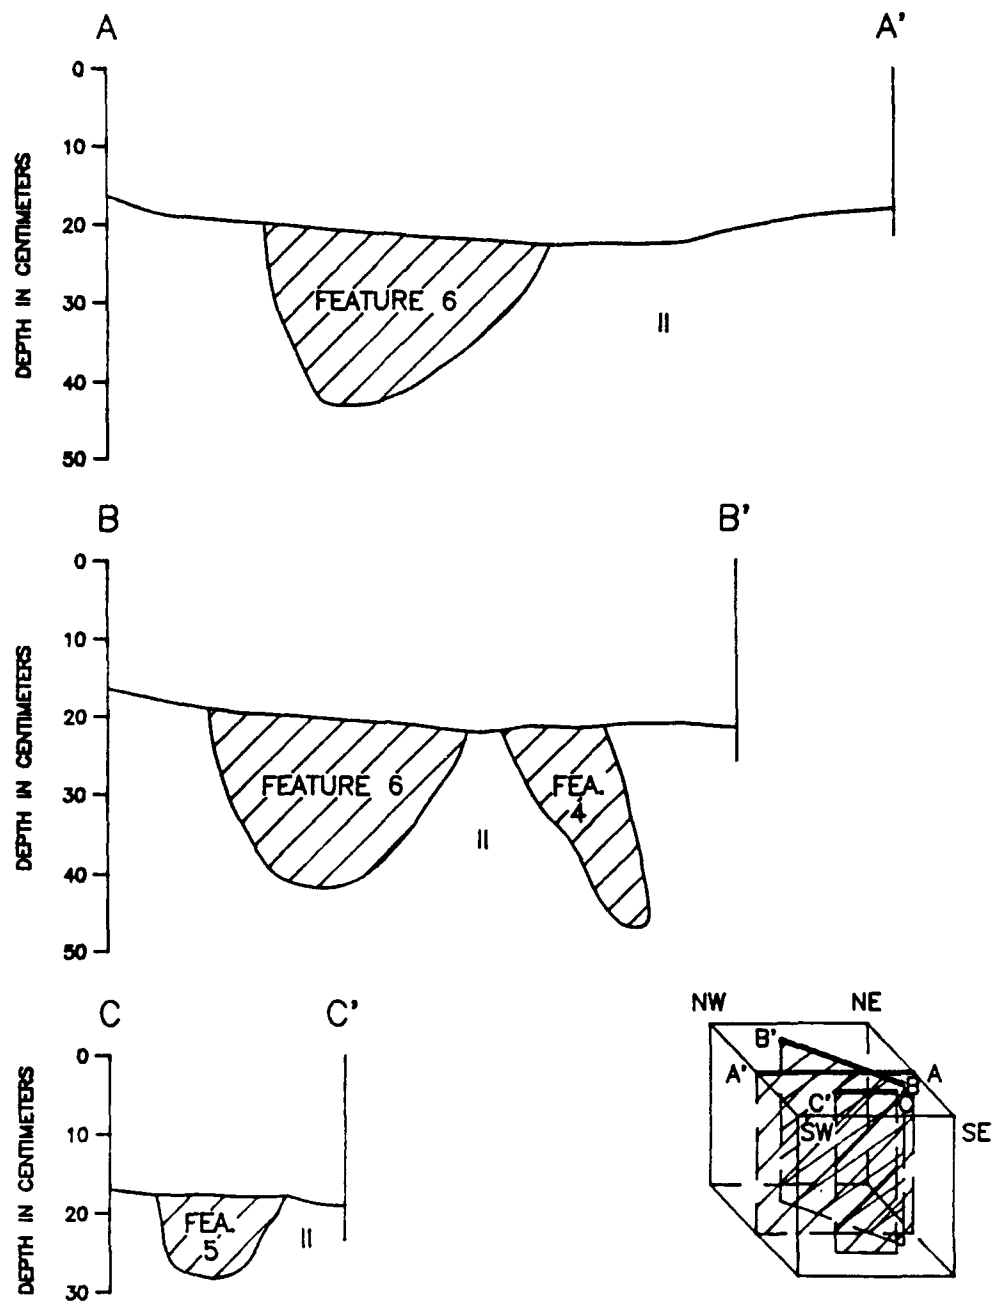 A A'
0
10
20
30
40
50
DEPTH IN CENTIMETERS
FEATURE 6
II
B B'
0
10
20
30
40
50
DEPTH IN CENTIMETERS
FEATURE 6
FEA.
4
II
C C'
0
10
20
30
DEPTH IN CENTIMETERS
FEA.
5
II
NW NE
B'
A' A
B
C' C
SW SE